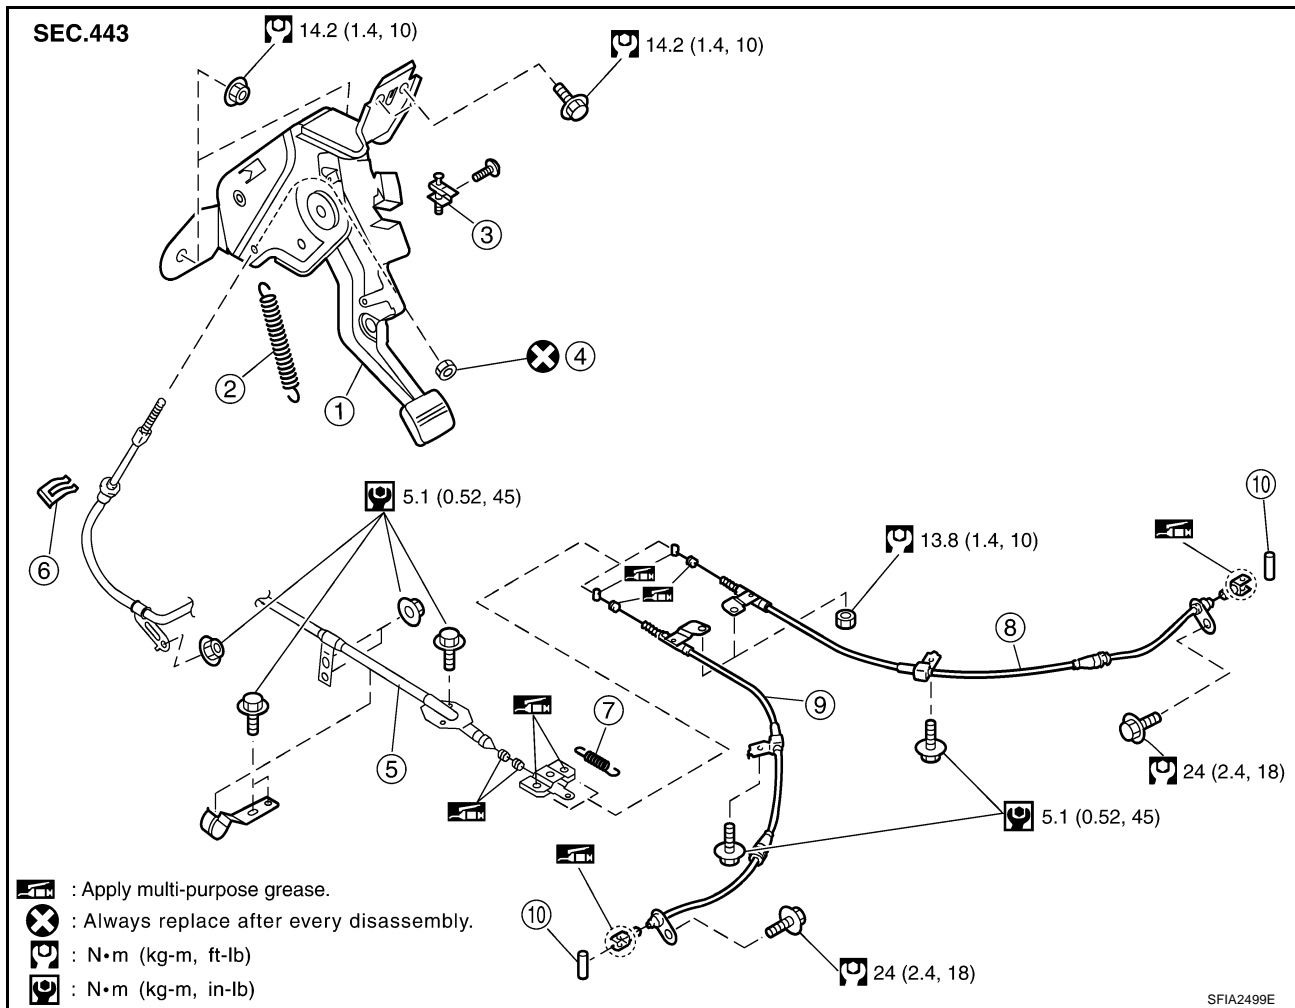 SEC.443
14.2 (1.4, 10)
14.2 (1.4, 10)
3
4
2
1
5.1 (0.52, 45)
10
6
13.8 (1.4, 10)
8
9
7
5
24 (2.4, 18)
5.1 (0.52, 45)
: Apply multi-purpose grease.
10
: Always replace after every disassembly.
: N•m (kg-m, ft-lb)
24 (2.4, 18)
: N•m (kg-m, in-lb)
SFIA2499E